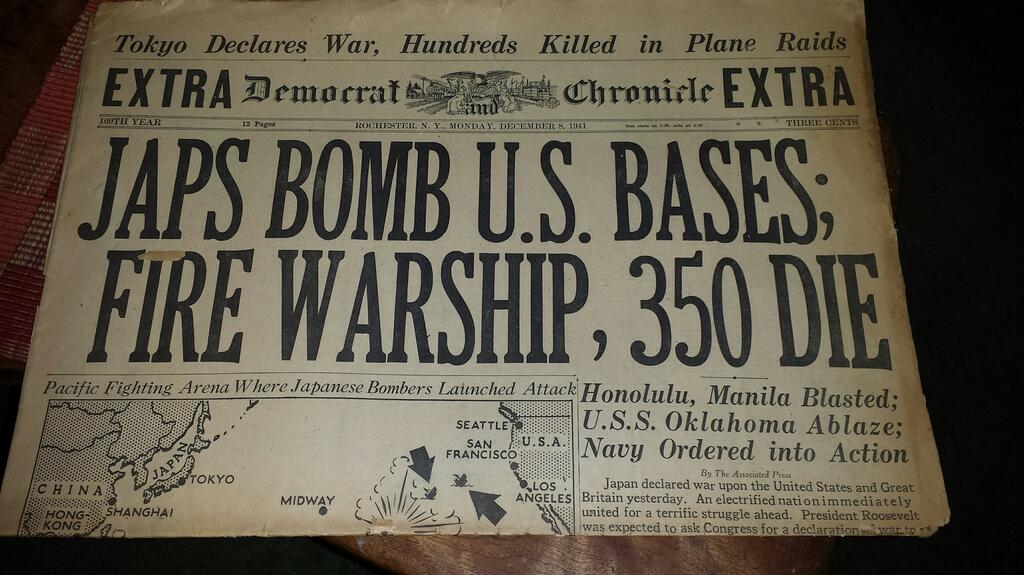 Tokyo Declares War, Hundreds Killed in Plane Raids
EXTRA Democrat and Chronicle EXTRA
109TH YEAR 12 Pages ROCHESTER, N. Y., MONDAY, DECEMBER 8, 1941 * * THREE CENTS
JAPS BOMB U.S. BASES;
FIRE WARSHIP, 350 DIE
Pacific Fighting Arena Where Japanese Bombers Launched Attack
CHINA
HONG-
KONG
SHANGHAI
JAPAN
TOKYO
MIDWAY
SEATTLE
SAN
FRANCISCO
U.S.A.
LOS
ANGELES
Honolulu, Manila Blasted;
U.S.S. Oklahoma Ablaze;
Navy Ordered into Action
By The Associated Press
Japan declared war upon the United States and Great
Britain yesterday. An electrified nation immediately
united for a terrific struggle ahead. President Roosevelt
was expected to ask Congress for a declaration war to